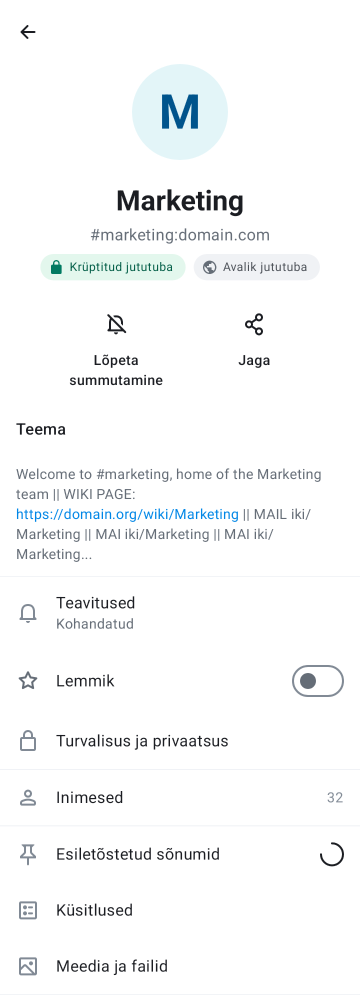 M
Marketing
#marketing:domain.com
Krüptitud jututuba
Avalik jututuba
Lõpeta
summutamine
Jaga
Teema
Welcome to #marketing, home of the Marketing
team || WIKI PAGE:
https://domain.org/wiki/Marketing || MAIL iki/
Marketing || MAI iki/Marketing || MAI iki/
Marketing...
Teavitused
Kohandatud
Lemmik
Turvalisus ja privaatsus
Inimesed
32
Esiletõstetud sõnumid
Küsitlused
Meedia ja failid